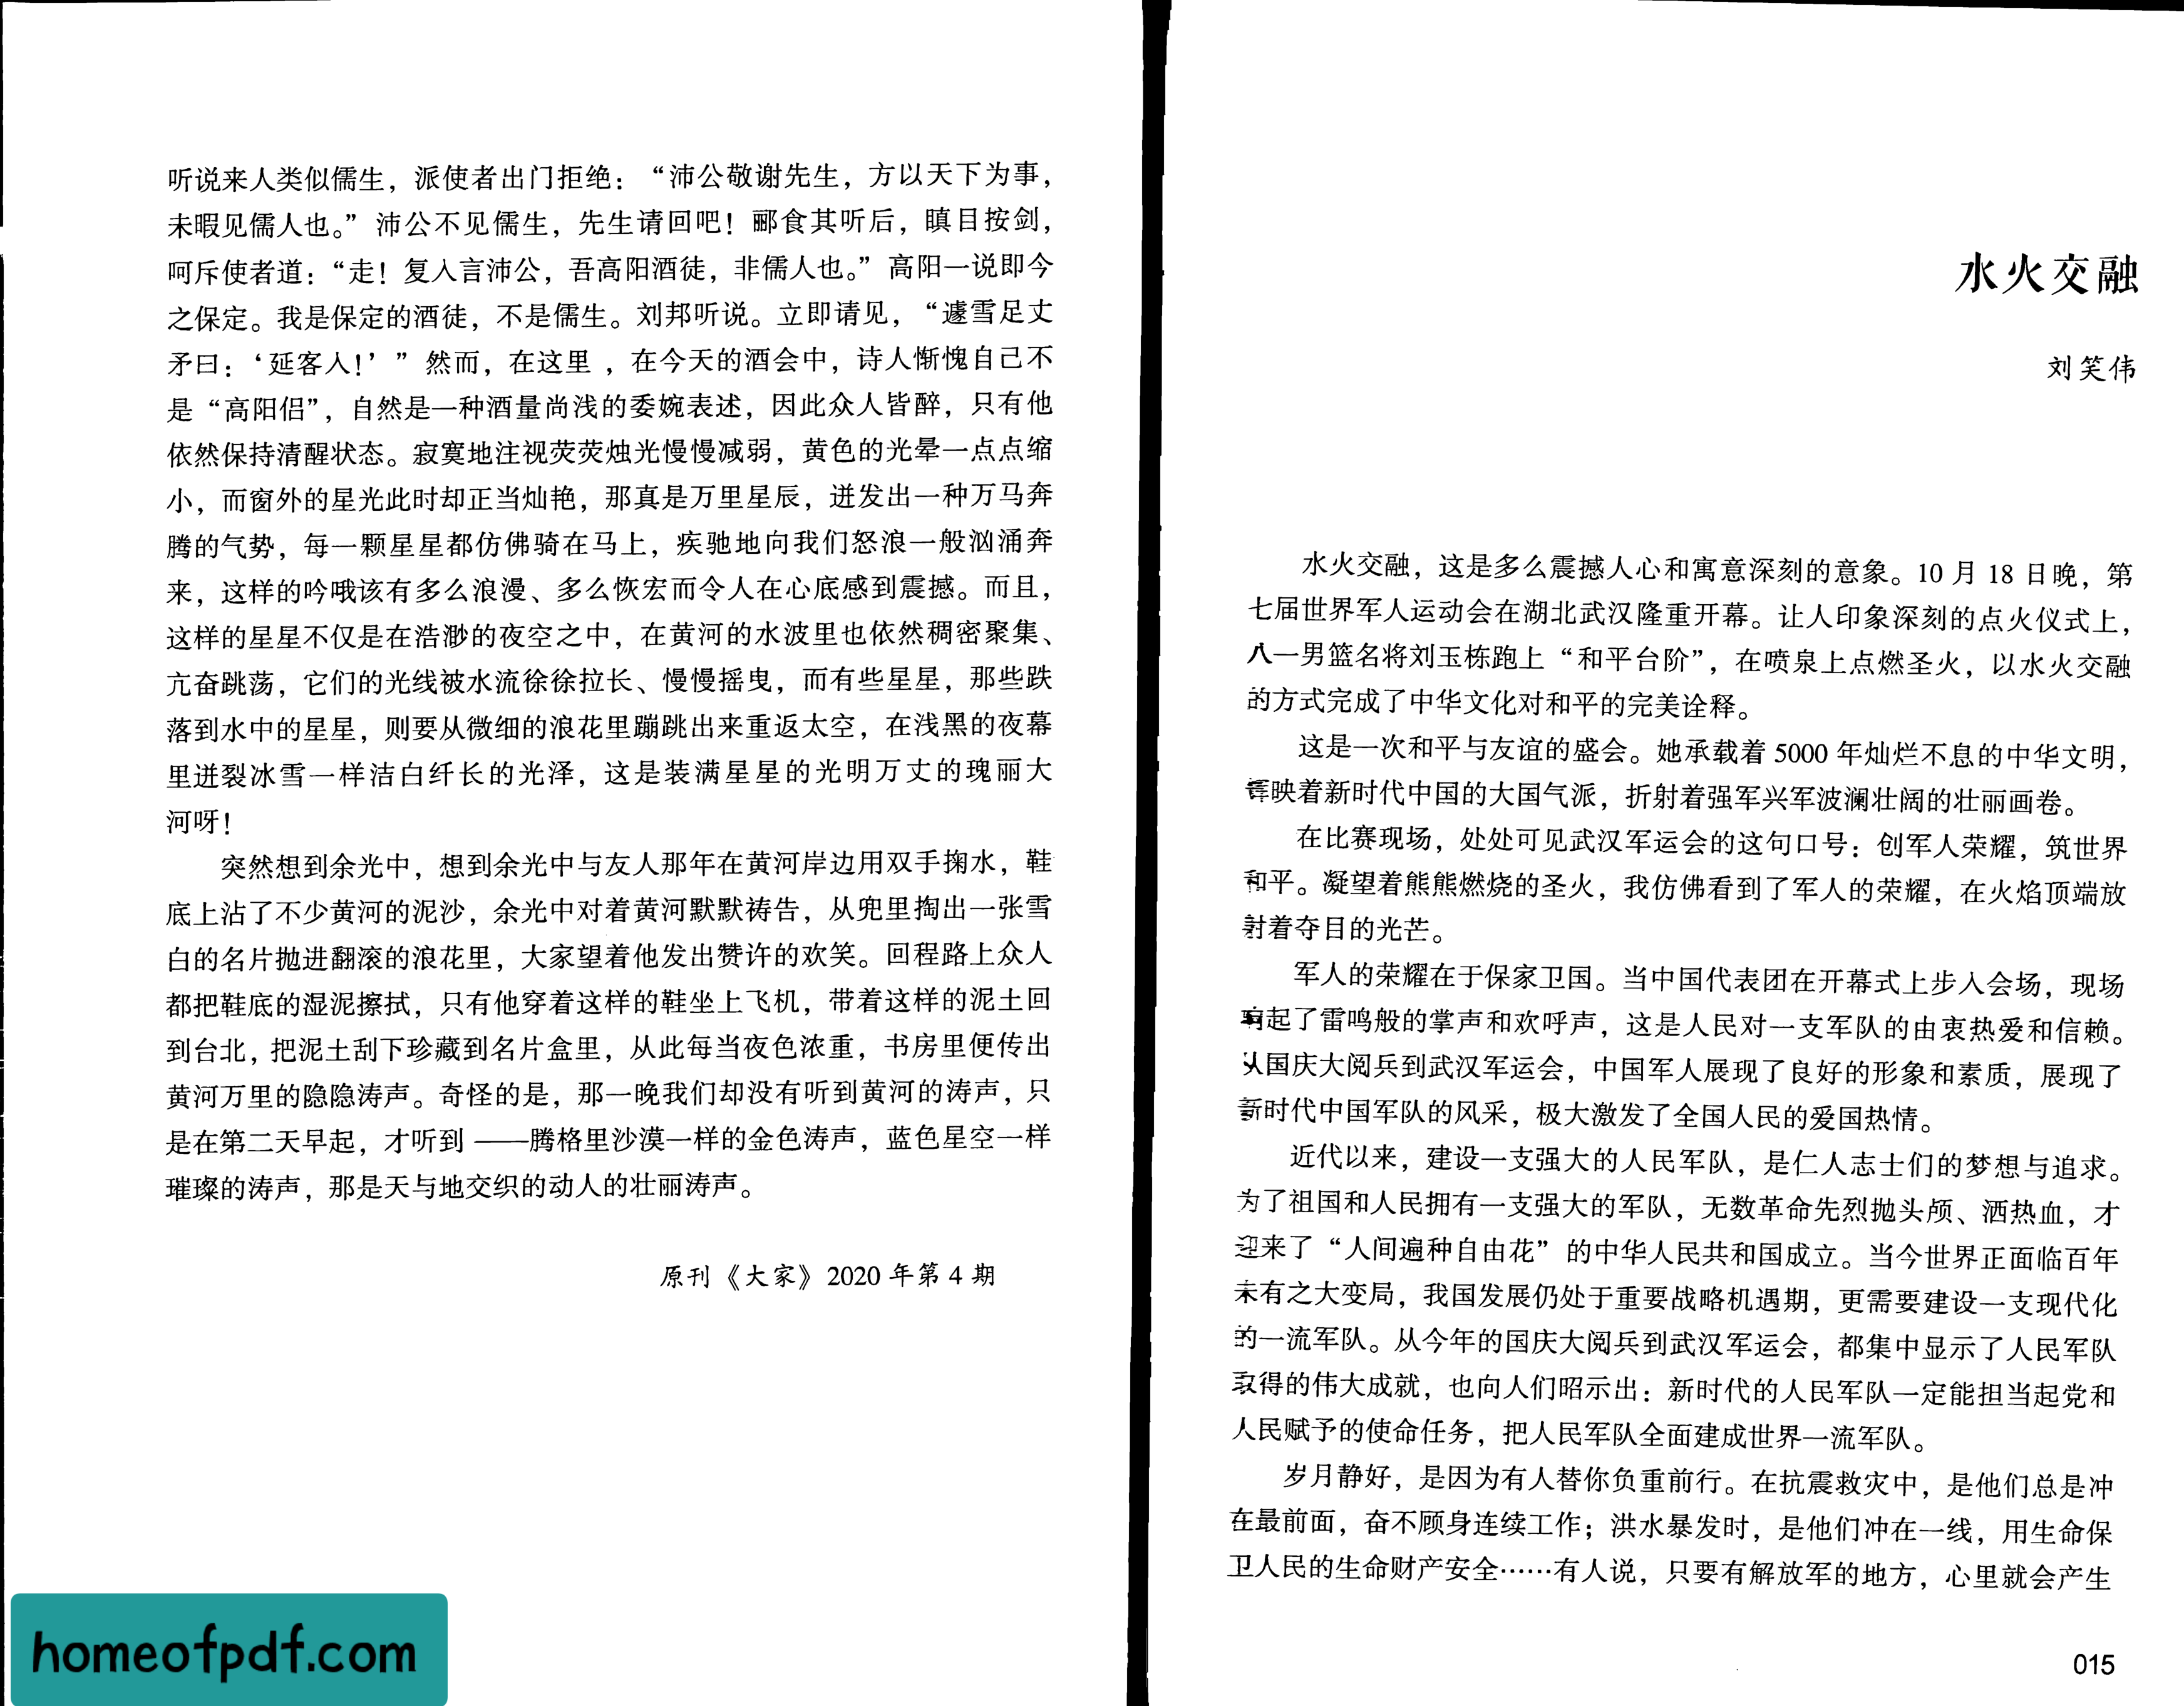 听说来人类似儒生，派使者出门拒绝：“沛公敬谢先生，方以天下为事，
未暇见儒人也。”沛公不见儒生，先生请回吧！郦食其听后，瞋目按剑，
呵斥使者道：“走！复入言沛公，吾高阳酒徒，非儒人也。”高阳一说即今
之保定。我是保定的酒徒，不是儒生。刘邦听说。立即请见，“遽雪足丈
矛曰：‘延客入！’”然而，在这里，在今天的酒会中，诗人惭愧自己不
是“高阳侣”，自然是一种酒量尚浅的委婉表述，因此众人皆醉，只有他
依然保持清醒状态。寂寞地注视荧荧烛光慢慢减弱，黄色的光晕一点点缩
小，而窗外的星光此时却正当灿艳，那真是万里星辰，迸发出一种万马奔
腾的气势，每一颗星星都仿佛骑在马上，疾驰地向我们怒浪一般汹涌奔
来，这样的吟哦该有多么浪漫、多么恢宏而令人在心底感到震撼。而且，
这样的星星不仅是在浩渺的夜空之中，在黄河的水波里也依然稠密聚集、
亢奋跳荡，它们的光线被水流徐徐拉长、慢慢摇曳，而有些星星，那些跌
落到水中的星星，则要从微细的浪花里蹦跳出来重返太空，在浅黑的夜幕
里迸裂冰雪一样洁白纤长的光泽，这是装满星星的光明万丈的瑰丽大
河呀！
突然想到余光中，想到余光中与友人那年在黄河岸边用双手掬水，鞋
底上沾了不少黄河的泥沙，余光中对着黄河默默祷告，从兜里掏出一张雪
白的名片抛进翻滚的浪花里，大家望着他发出赞许的欢笑。回程路上众人
都把鞋底的湿泥擦拭，只有他穿着这样的鞋坐上飞机，带着这样的泥土回
到台北，把泥土刮下珍藏到名片盒里，从此每当夜色浓重，书房里便传出
黄河万里的隐隐涛声。奇怪的是，那一晚我们却没有听到黄河的涛声，只
是在第二天早起，才听到——腾格里沙漠一样的金色涛声，蓝色星空一样
璀璨的涛声，那是天与地交织的动人的壮丽涛声。
原刊《大家》2020年第4期
水火交融
刘笑伟
水火交融，这是多么震撼人心和寓意深刻的意象。10月18日晚，第
七届世界军人运动会在湖北武汉隆重开幕。让人印象深刻的点火仪式上，
八一男篮名将刘玉栋跑上“和平台阶”，在喷泉上点燃圣火，以水火交融
的方式完成了中华文化对和平的完美诠释。
这是一次和平与友谊的盛会。她承载着5000年灿烂不息的中华文明，
辉映着新时代中国的大国气派，折射着强军兴军波澜壮阔的壮丽画卷。
在比赛现场，处处可见武汉军运会的这句口号：创军人荣耀，筑世界
和平。凝望着熊熊燃烧的圣火，我仿佛看到了军人的荣耀，在火焰顶端放
射着夺目的光芒。
军人的荣耀在于保家卫国。当中国代表团在开幕式上步入会场，现场
响起了雷鸣般的掌声和欢呼声，这是人民对一支军队的由衷热爱和信赖。
从国庆大阅兵到武汉军运会，中国军人展现了良好的形象和素质，展现了
新时代中国军队的风采，极大激发了全国人民的爱国热情。
近代以来，建设一支强大的人民军队，是仁人志士们的梦想与追求。
为了祖国和人民拥有一支强大的军队，无数革命先烈抛头颅、洒热血，才
迎来了“人间遍种自由花”的中华人民共和国成立。当今世界正面临百年
未有之大变局，我国发展仍处于重要战略机遇期，更需要建设一支现代化
的一流军队。从今年的国庆大阅兵到武汉军运会，都集中显示了人民军队
取得的伟大成就，也向人们昭示出：新时代的人民军队一定能担当起党和
人民赋予的使命任务，把人民军队全面建成世界一流军队。
岁月静好，是因为有人替你负重前行。在抗震救灾中，是他们总是冲
在最前面，奋不顾身连续工作；洪水暴发时，是他们冲在一线，用生命保
卫人民的生命财产安全……有人说，只要有解放军的地方，心里就会产生
015
homeofpdf.com